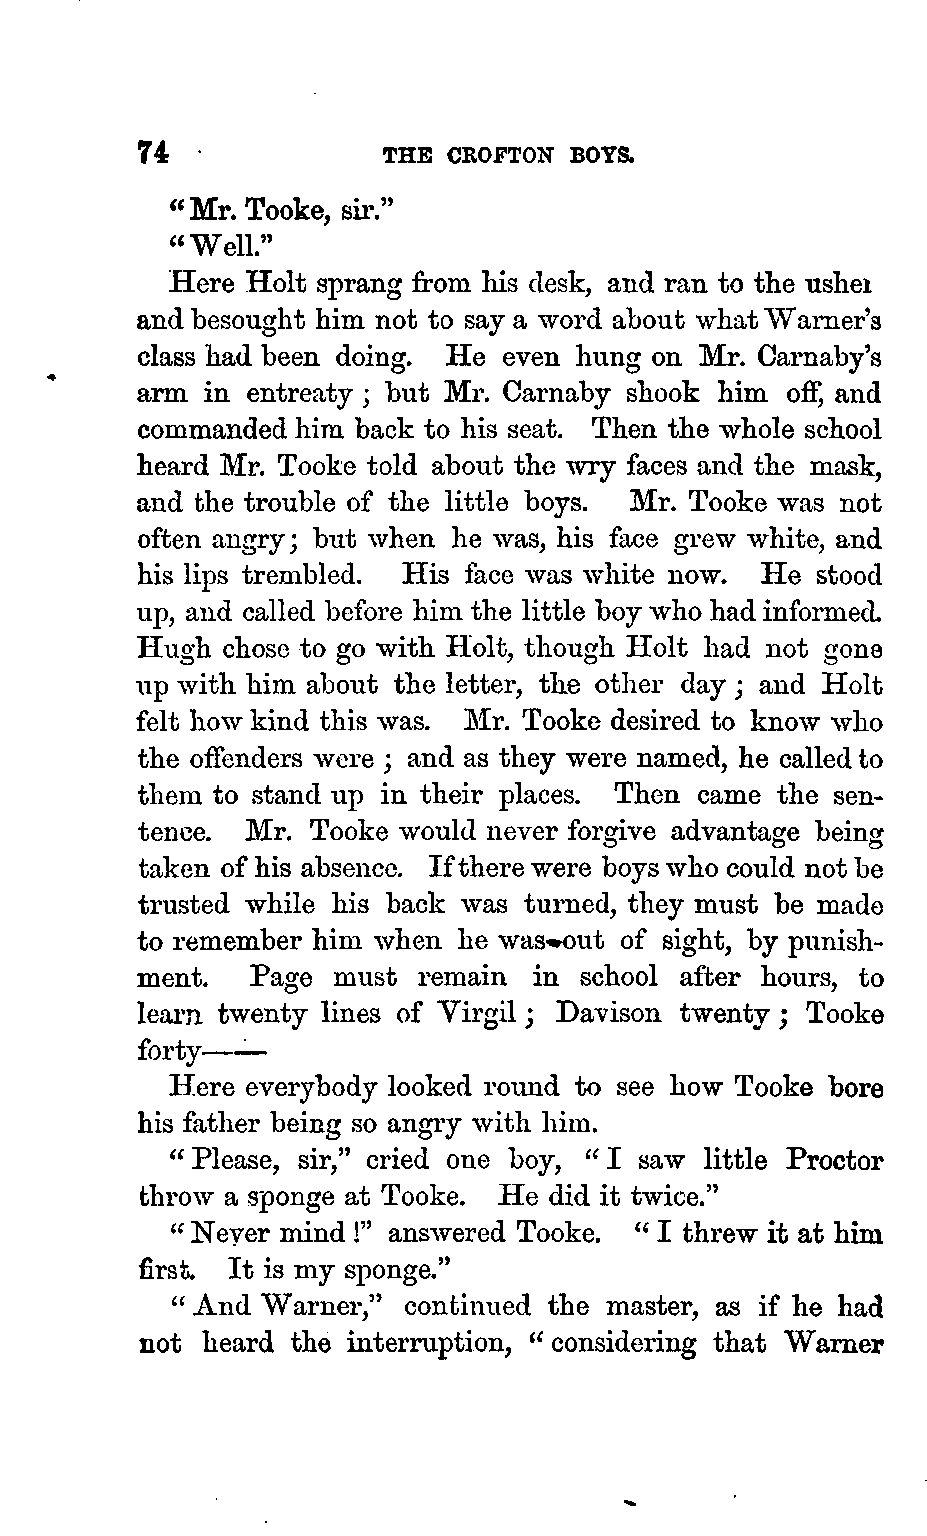 74 THE CROFTON BOYS.
“Mr. Tooke, sir.”
“Well.”
Here Holt sprang from his desk, and ran to the usher
and besought him not to say a word about what Warner’s
class had been doing. He even hung on Mr. Carnaby’s
arm in entreaty ; but Mr. Carnaby shook him off, and
commanded him back to his seat. Then the whole school
heard Mr. Tooke told about the wry faces and the mask,
and the trouble of the little boys. Mr. Tooke was not
often angry ; but when he was, his face grew white, and
his lips trembled. His face was white now. He stood
up, and called before him the little boy who had informed.
Hugh chose to go with Holt, though Holt had not gone
up with him about the letter, the other day ; and Holt
felt how kind this was. Mr. Tooke desired to know who
the offenders were ; and as they were named, he called to
them to stand up in their places. Then came the sen-
tence. Mr. Tooke would never forgive advantage being
taken of his absence. If there were boys who could not be
trusted while his back was turned, they must be made
to remember him when he was out of sight, by punish-
ment. Page must remain in school after hours, to
learn twenty lines of Virgil ; Davison twenty ; Tooke
forty——
Here everybody looked round to see how Tooke bore
his father being so angry with him.
“Please, sir,” cried one boy, “I saw little Proctor
throw a sponge at Tooke. He did it twice.”
“Never mind !” answered Tooke. “I threw it at him
first. It is my sponge.”
“And Warner,” continued the master, as if he had
not heard the interruption, “considering that Warner